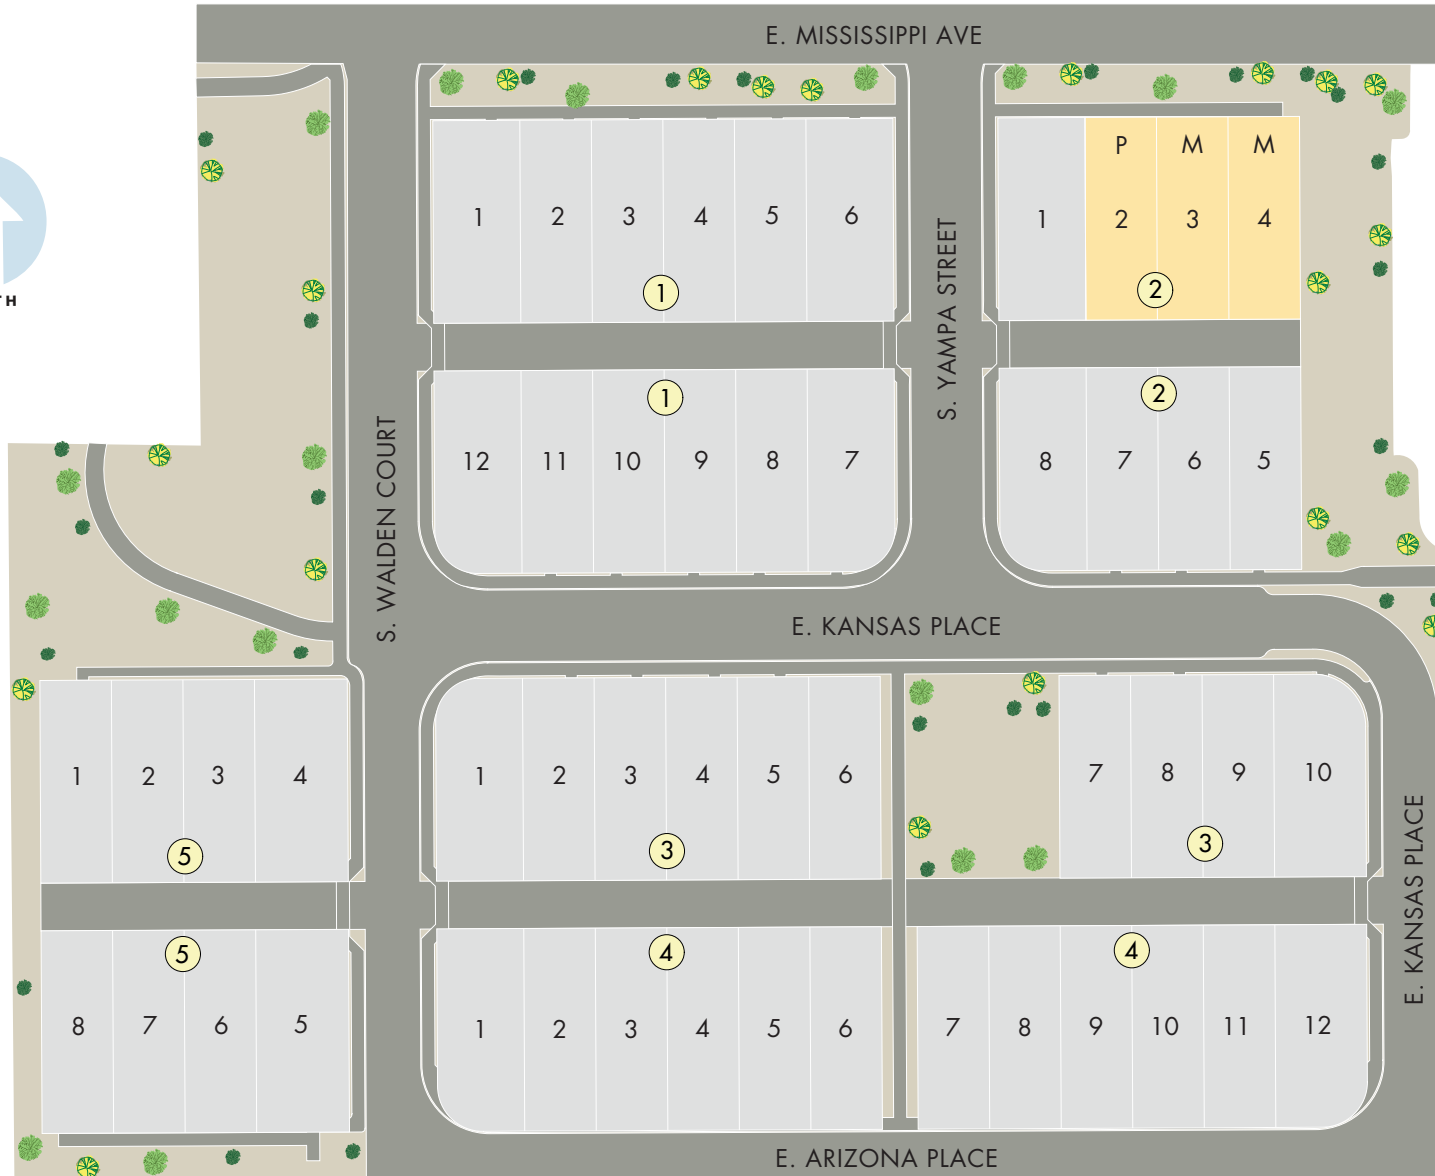 E. MISSISSIPPI AVE
P M M
1 2 3 4 5 6
1 2 3 4
1
2
TH
S. YAMPA STREET
1
2
12 11 10 9 8 7
8 7 6 5
S. WALDEN COURT
E. KANSAS PLACE
1 2 3 4
1 2 3 4 5 6
7 8 9 10
5
3
3
E. KANSAS PLACE
5
4
4
8 7 6 5
1 2 3 4 5 6
7 8 9 10 11 12
E. ARIZONA PLACE